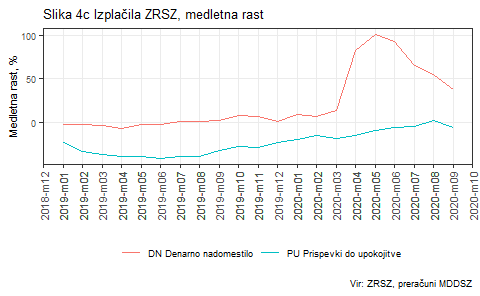 Slika 4c Izplačila ZRSZ, medletna rast
Medletna rast, %
100
50
0
2018-m12
2019-m01
2019-m02
2019-m03
2019-m04
2019-m05
2019-m06
2019-m07
2019-m08
2019-m09
2019-m10
2019-m11
2019-m12
2020-m01
2020-m02
2020-m03
2020-m04
2020-m05
2020-m06
2020-m07
2020-m08
2020-m09
2020-m10
DN Denarno nadomestilo
PU Prispevki do upokojitve
Vir: ZRSZ, preračuni MDDSZ